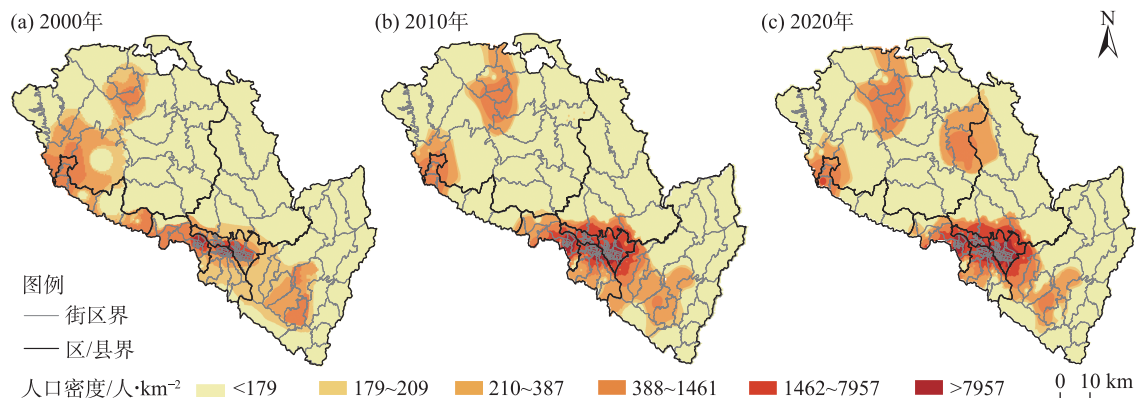 (a) 2000年
(b) 2010年
(c) 2020年
N
图例
街区界
区/县界
人口密度/人·km⁻² <179 179~209 210~387 388~1461 1462~7957 >7957
0 10 km